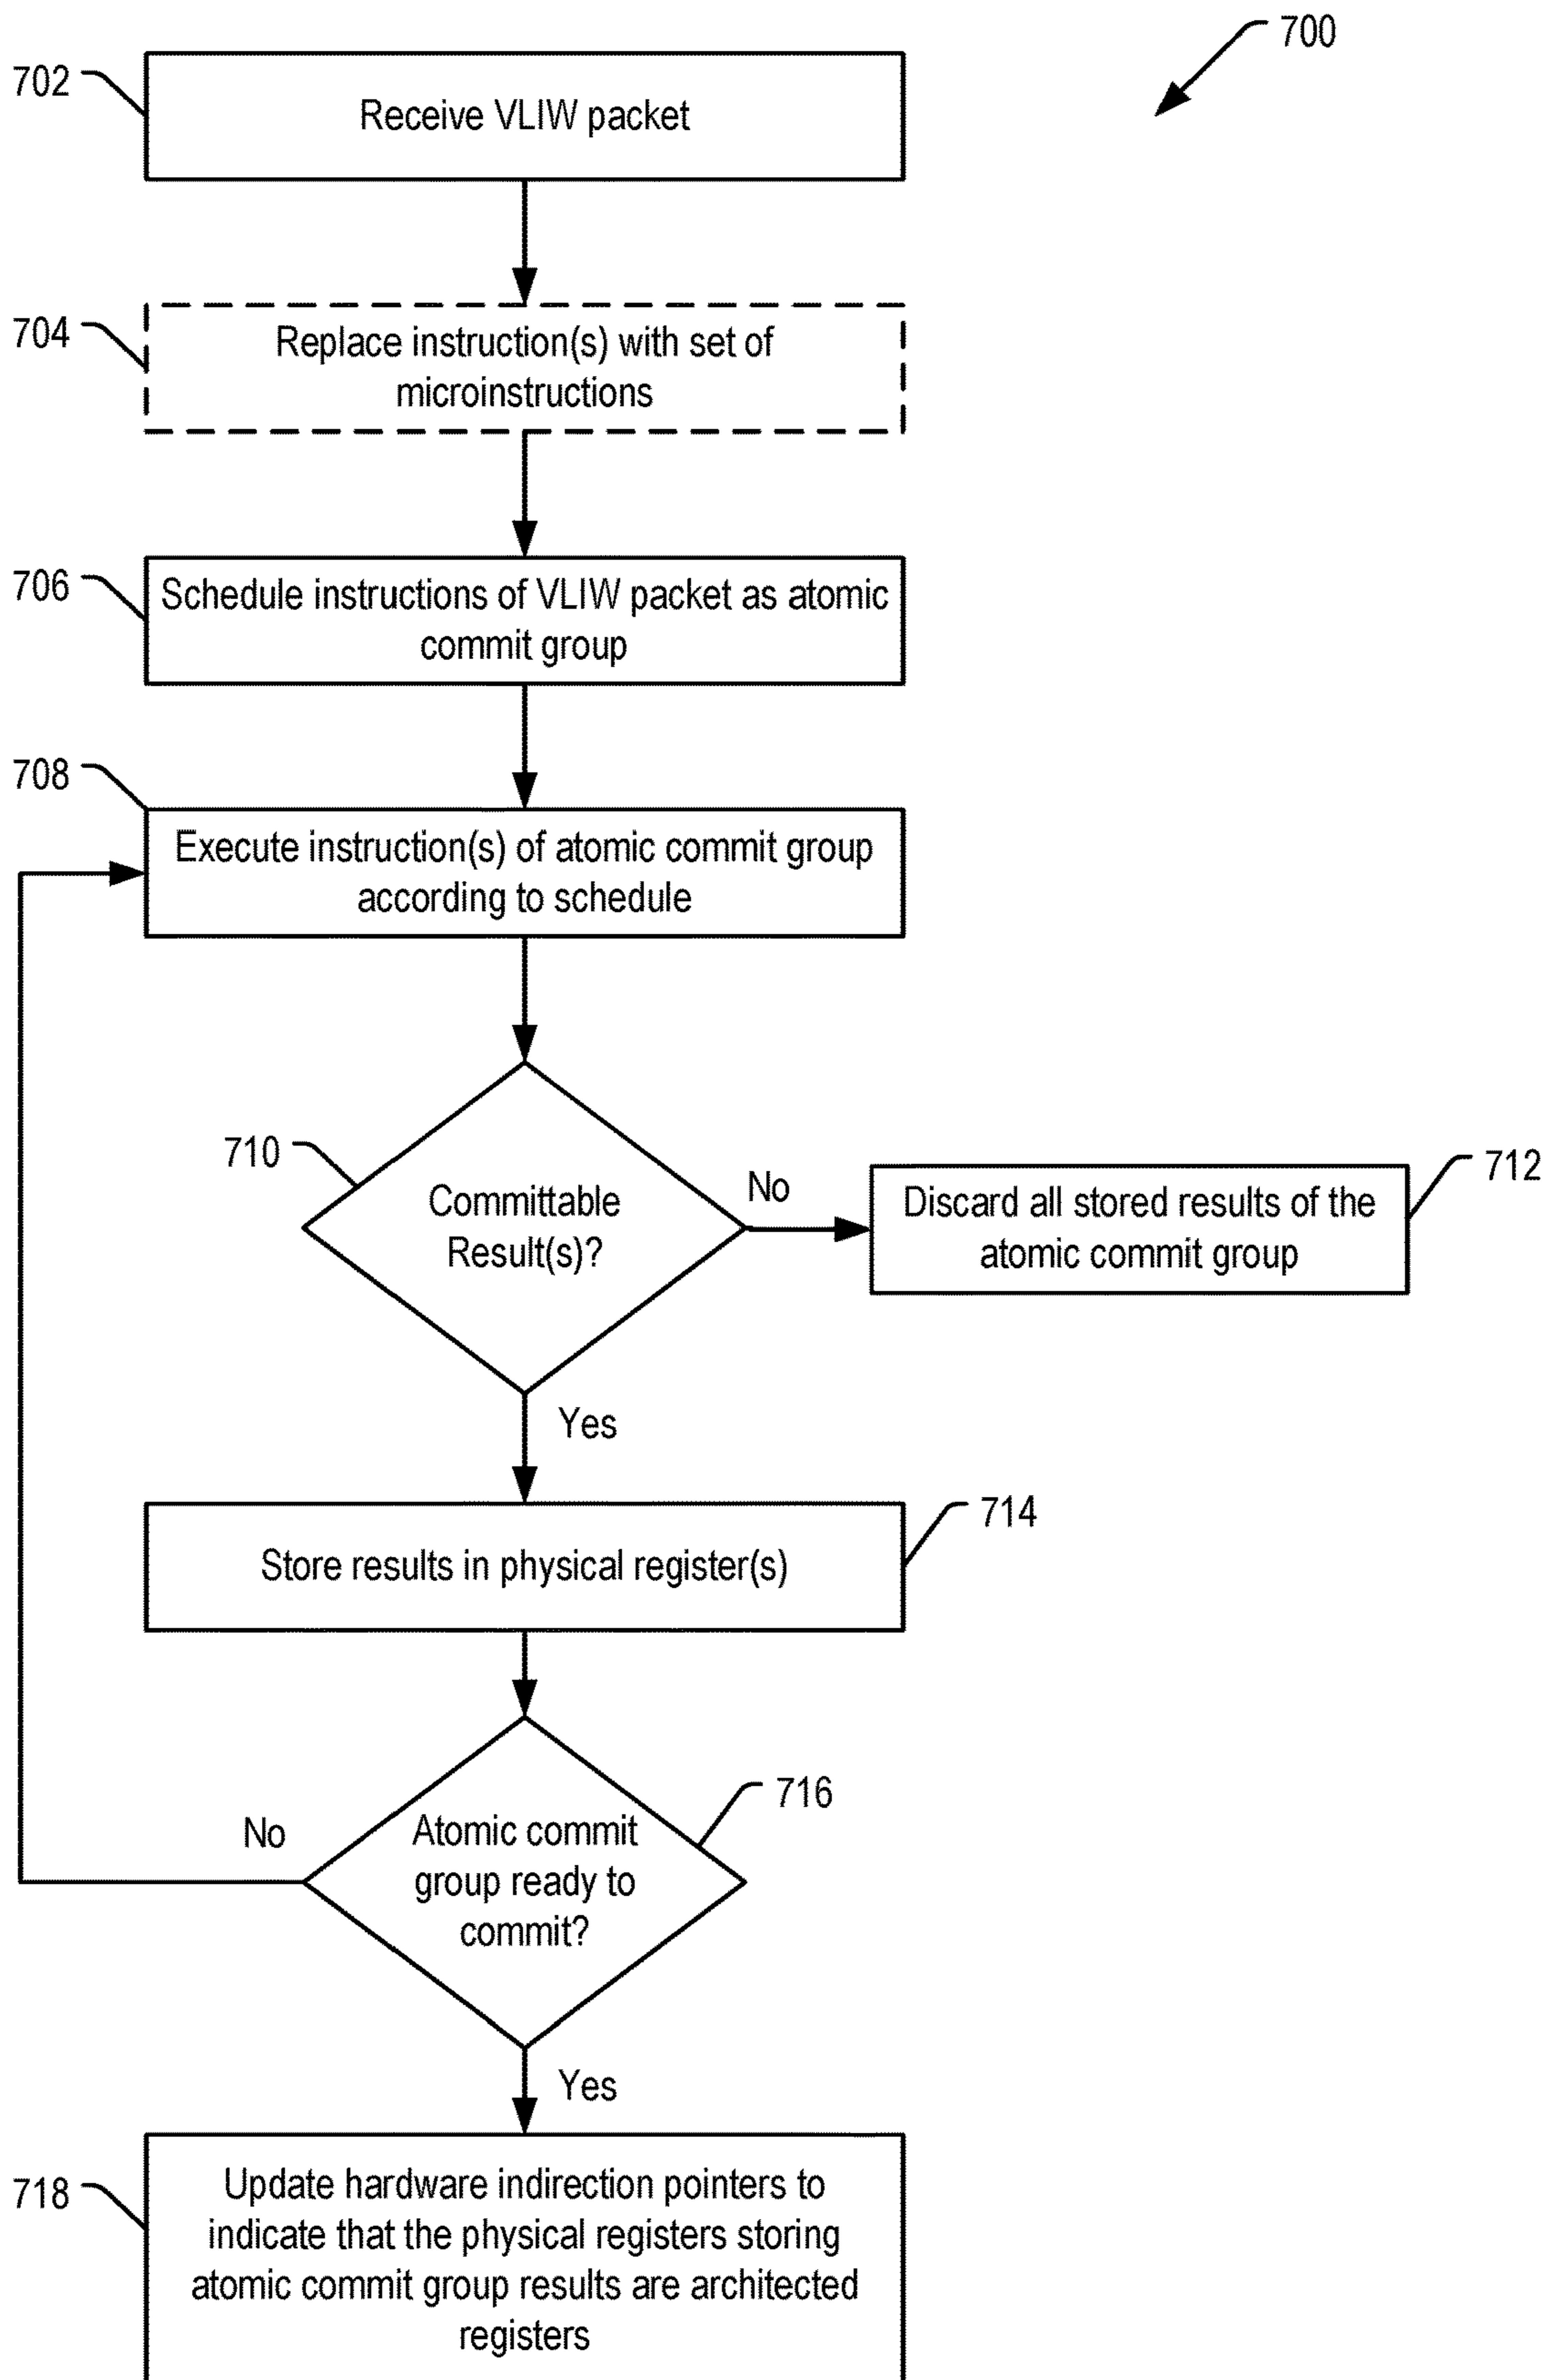 700
702
Receive VLIW packet
704
Replace instruction(s) with set of
microinstructions
706
Schedule instructions of VLIW packet as atomic
commit group
708
Execute instruction(s) of atomic commit group
according to schedule
710
Committable
Result(s)?
No
712
Discard all stored results of the
atomic commit group
Yes
714
Store results in physical register(s)
716
No
Atomic commit
group ready to
commit?
Yes
718
Update hardware indirection pointers to
indicate that the physical registers storing
atomic commit group results are architected
registers